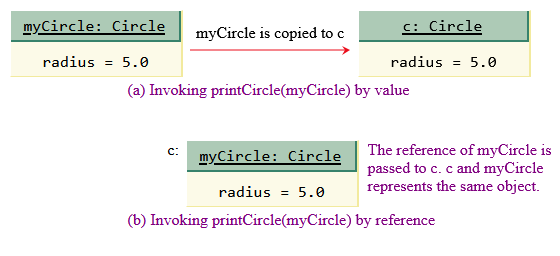 myCircle: Circle
myCircle is copied to c
c: Circle
radius = 5.0
radius = 5.0
(a) Invoking printCircle(myCircle) by value
c:
myCircle: Circle
The reference of myCircle is
passed to c. c and myCircle
represents the same object.
radius = 5.0
(b) Invoking printCircle(myCircle) by reference